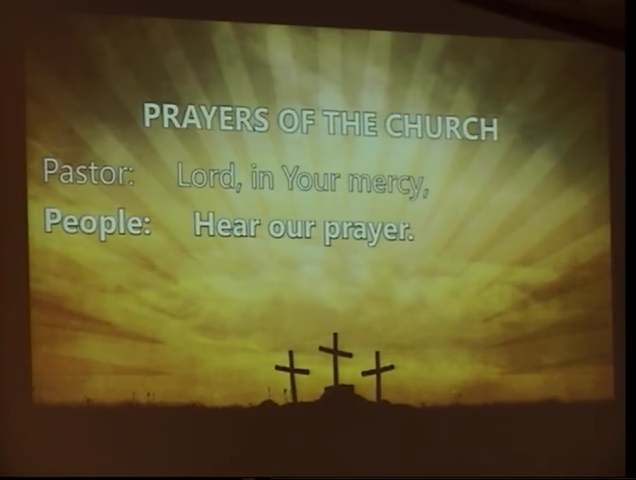 PRAYERS OF THE CHURCH
Pastor: Lord, in Your mercy,
People: Hear our prayer.